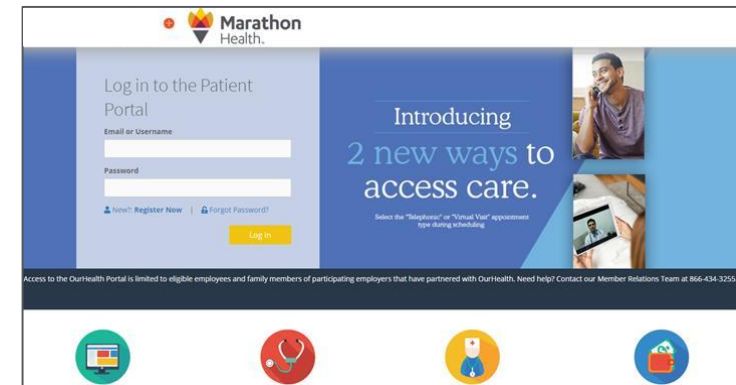 Marathon
Health.
Log in to the Patient
Portal
Email or Username
Password
New?: Register Now | Forgot Password?
Log In
Introducing
2 new ways to
access care.
Select the "Telephonic" or "Virtual Visit" appointment
type during scheduling
Access to the OurHealth Portal is limited to eligible employees and family members of participating employers that have partnered with OurHealth. Need help? Contact our Member Relations Team at 866-434-3255